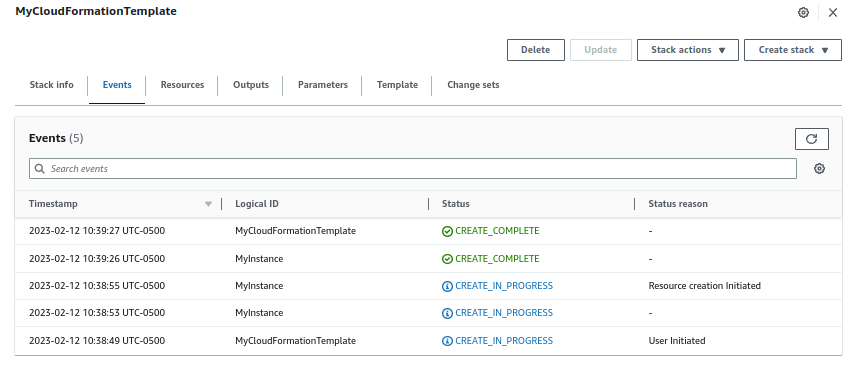 MyCloudFormationTemplate
Delete Update Stack actions Create stack
Stack info Events Resources Outputs Parameters Template Change sets
Events (5)
Search events
Timestamp Logical ID Status Status reason
2023-02-12 10:39:27 UTC-0500 MyCloudFormationTemplate CREATE_COMPLETE -
2023-02-12 10:39:26 UTC-0500 MyInstance CREATE_COMPLETE -
2023-02-12 10:38:55 UTC-0500 MyInstance CREATE_IN_PROGRESS Resource creation Initiated
2023-02-12 10:38:53 UTC-0500 MyInstance CREATE_IN_PROGRESS -
2023-02-12 10:38:49 UTC-0500 MyCloudFormationTemplate CREATE_IN_PROGRESS User Initiated